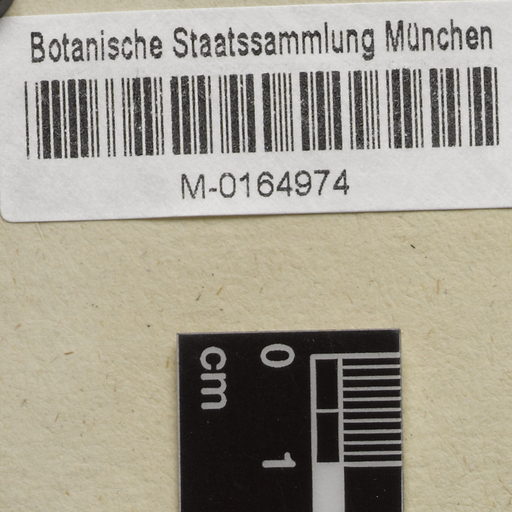 Botanische Staatssammlung München
M-0164974
cm
0
1